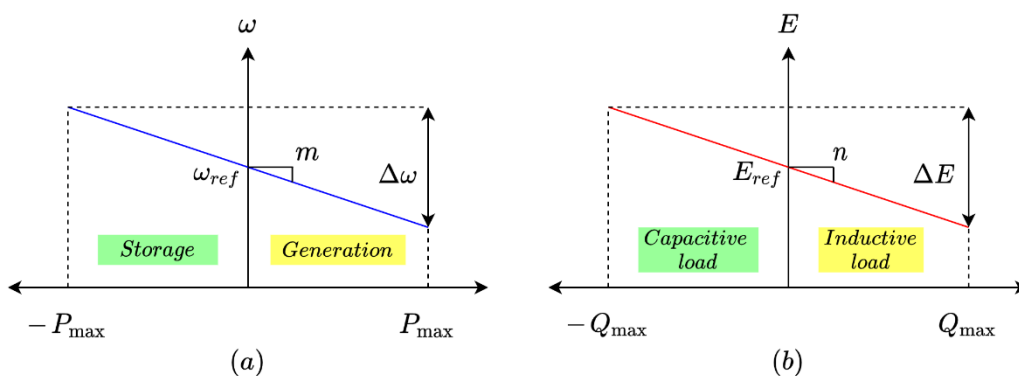 ω
m
ω_ref
Δω
Storage
Generation
−P_max
P_max
(a)
E
n
E_ref
ΔE
Capacitive
load
Inductive
load
−Q_max
Q_max
(b)